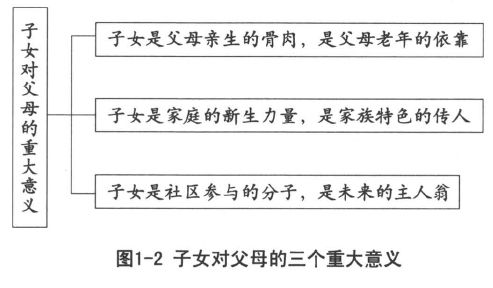 子女对父母的重大意义
子女是父母亲生的骨肉，是父母老年的依靠
子女是家庭的新生力量，是家族特色的传人
子女是社区参与的分子，是未来的主人翁
图1-2 子女对父母的三个重大意义